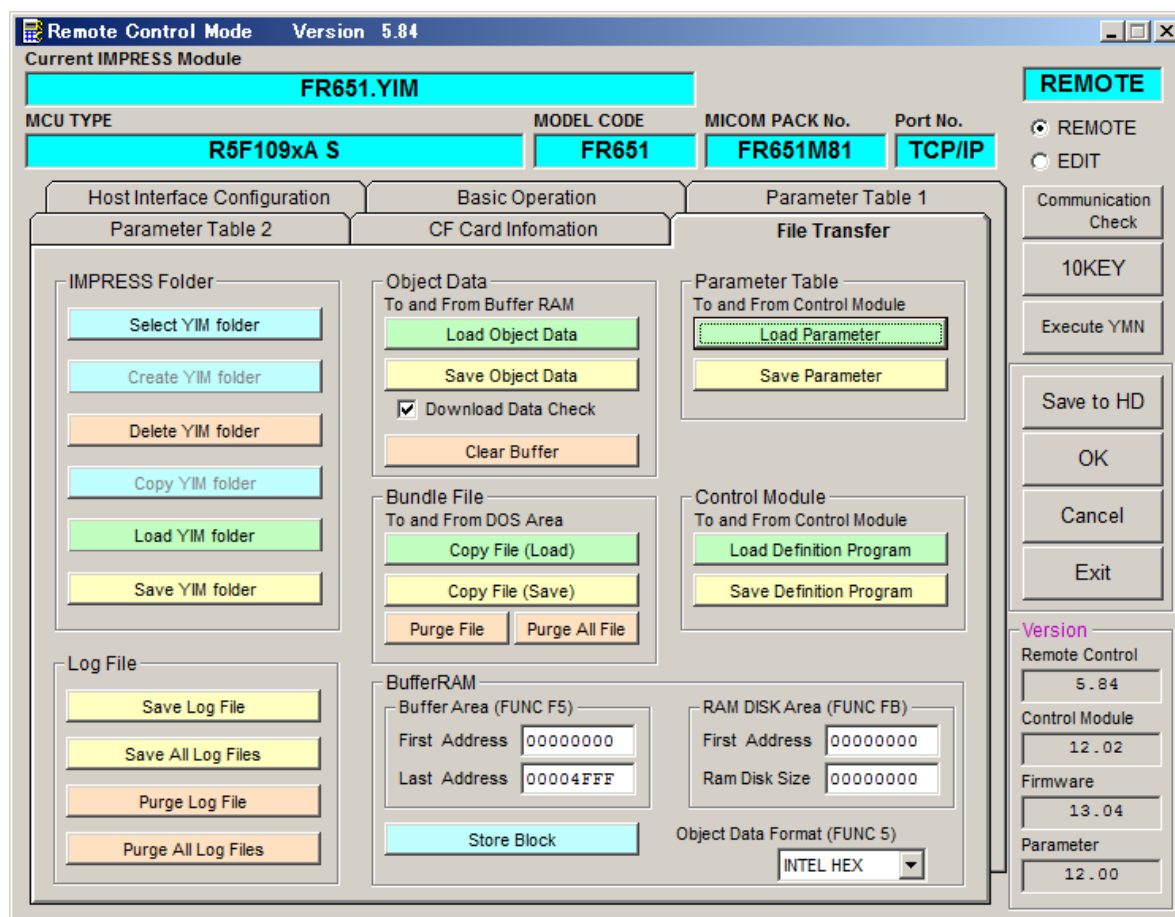 Remote Control Mode Version 5.84
Current IMPRESS Module
FR651.YIM
MCU TYPE
MODEL CODE
MICOM PACK No.
Port No.
R5F109xA S
FR651
FR651M81
TCP/IP
REMOTE
REMOTE
EDIT
Host Interface Configuration
Basic Operation
Parameter Table 1
Parameter Table 2
CF Card Infomation
File Transfer
IMPRESS Folder
Select YIM folder
Create YIM folder
Delete YIM folder
Copy YIM folder
Load YIM folder
Save YIM folder
Log File
Save Log File
Save All Log Files
Purge Log File
Purge All Log Files
Object Data
To and From Buffer RAM
Load Object Data
Save Object Data
Download Data Check
Clear Buffer
Bundle File
To and From DOS Area
Copy File (Load)
Copy File (Save)
Purge File
Purge All File
Parameter Table
To and From Control Module
Load Parameter
Save Parameter
Control Module
To and From Control Module
Load Definition Program
Save Definition Program
BufferRAM
Buffer Area (FUNC F5)
First Address 00000000
Last Address 00004FFF
RAM DISK Area (FUNC FB)
First Address 00000000
Ram Disk Size 00000000
Store Block
Object Data Format (FUNC 5)
INTEL HEX
Communication
Check
10KEY
Execute YMN
Save to HD
OK
Cancel
Exit
Version
Remote Control
5.84
Control Module
12.02
Firmware
13.04
Parameter
12.00